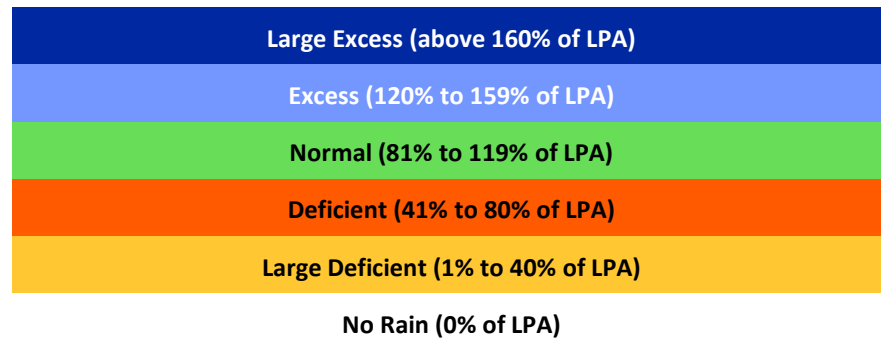 Large Excess (above 160% of LPA)
Excess (120% to 159% of LPA)
Normal (81% to 119% of LPA)
Deficient (41% to 80% of LPA)
Large Deficient (1% to 40% of LPA)
No Rain (0% of LPA)